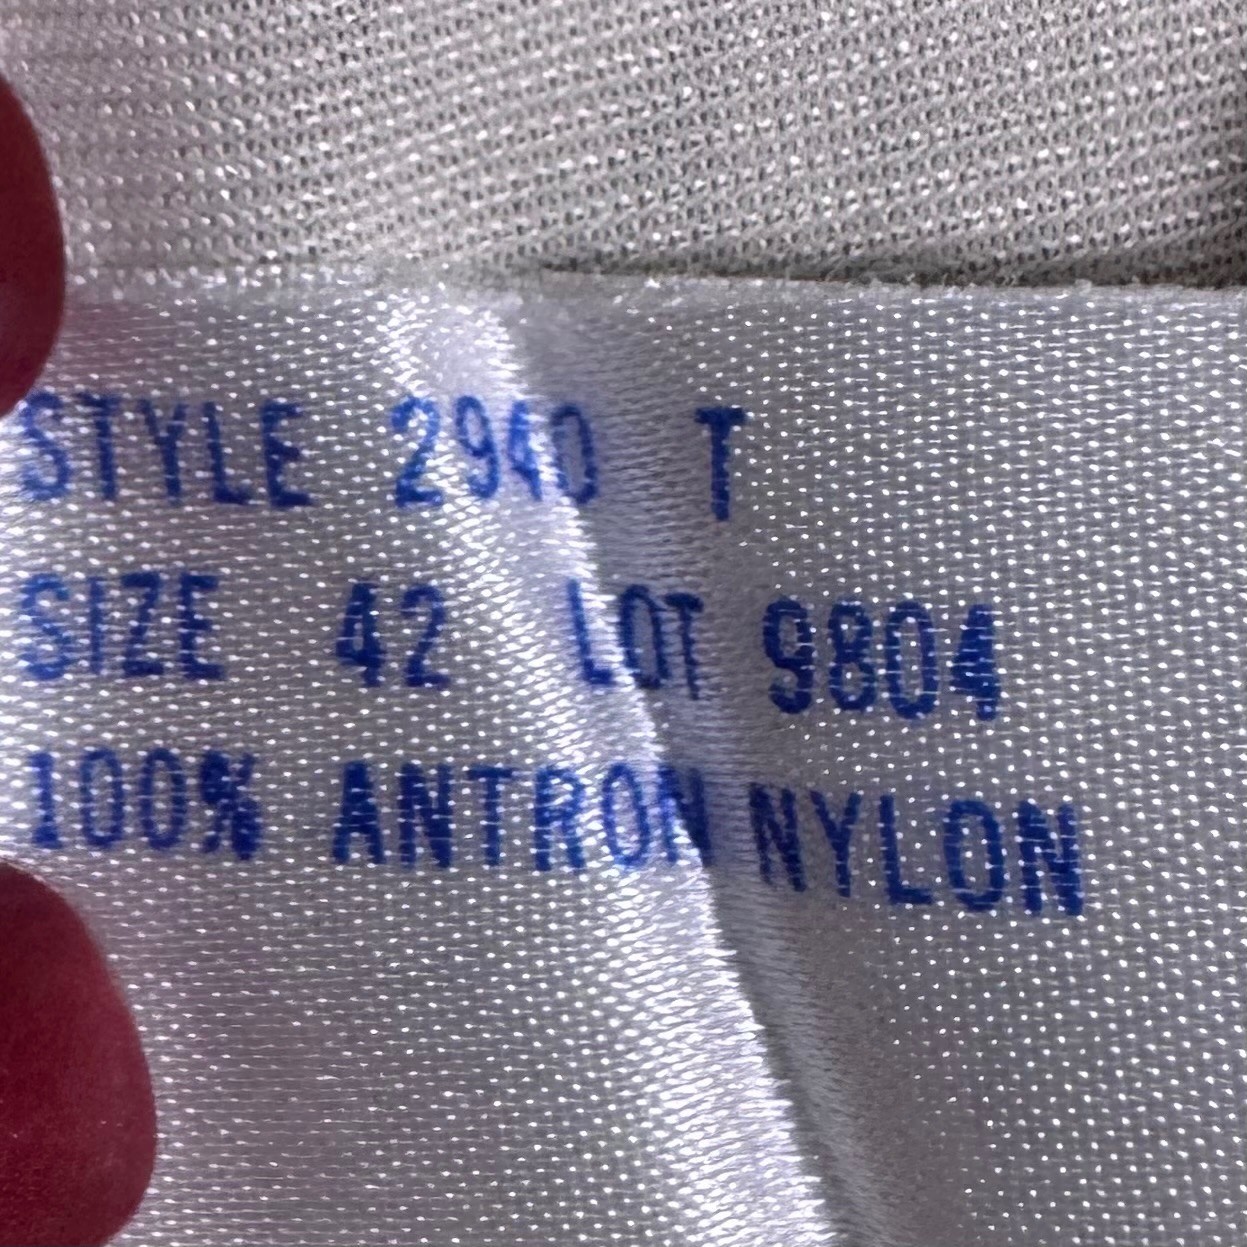 STYLE 2940 T
SIZE 42 LOT 9804
100% ANTRON NYLON